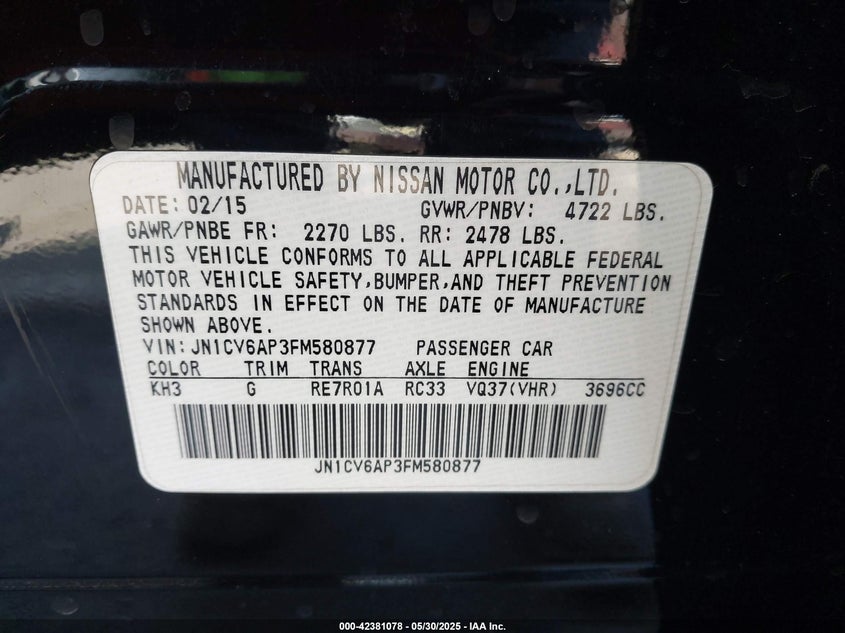 MANUFACTURED BY NISSAN MOTOR CO.,LTD.
DATE: 02/15 GVWR/PNBV: 4722 LBS.
GAWR/PNBE FR: 2270 LBS. RR: 2478 LBS.
THIS VEHICLE CONFORMS TO ALL APPLICABLE FEDERAL
MOTOR VEHICLE SAFETY,BUMPER,AND THEFT PREVENTION
STANDARDS IN EFFECT ON THE DATE OF MANUFACTURE
SHOWN ABOVE.
VIN: JN1CV6AP3FM580877 PASSENGER CAR
COLOR TRIM TRANS AXLE ENGINE
KH3 G RE7R01A RC33 VQ37(VHR) 3696CC
JN1CV6AP3FM580877
000-42381078 - 05/30/2025 - IAA Inc.